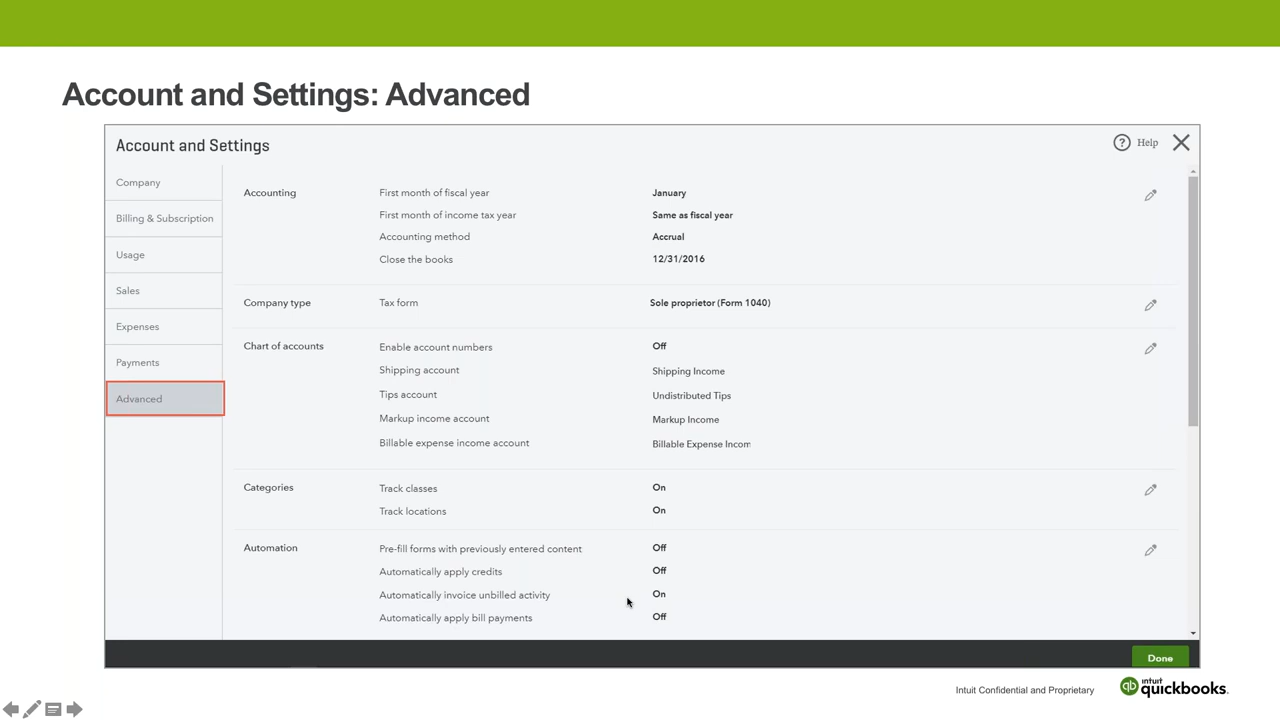 Account and Settings: Advanced
Account and Settings
? Help
Company
Billing & Subscription
Usage
Sales
Expenses
Payments
Advanced
Accounting
First month of fiscal year January
First month of income tax year Same as fiscal year
Accounting method Accrual
Close the books 12/31/2016
Company type
Tax form Sole proprietor (Form 1040)
Chart of accounts
Enable account numbers Off
Shipping account Shipping Income
Tips account Undistributed Tips
Markup income account Markup Income
Billable expense income account Billable Expense Incom
Categories
Track classes On
Track locations On
Automation
Pre-fill forms with previously entered content Off
Automatically apply credits Off
Automatically invoice unbilled activity On
Automatically apply bill payments Off
Done
Intuit Confidential and Proprietary
qb intuit quickbooks.